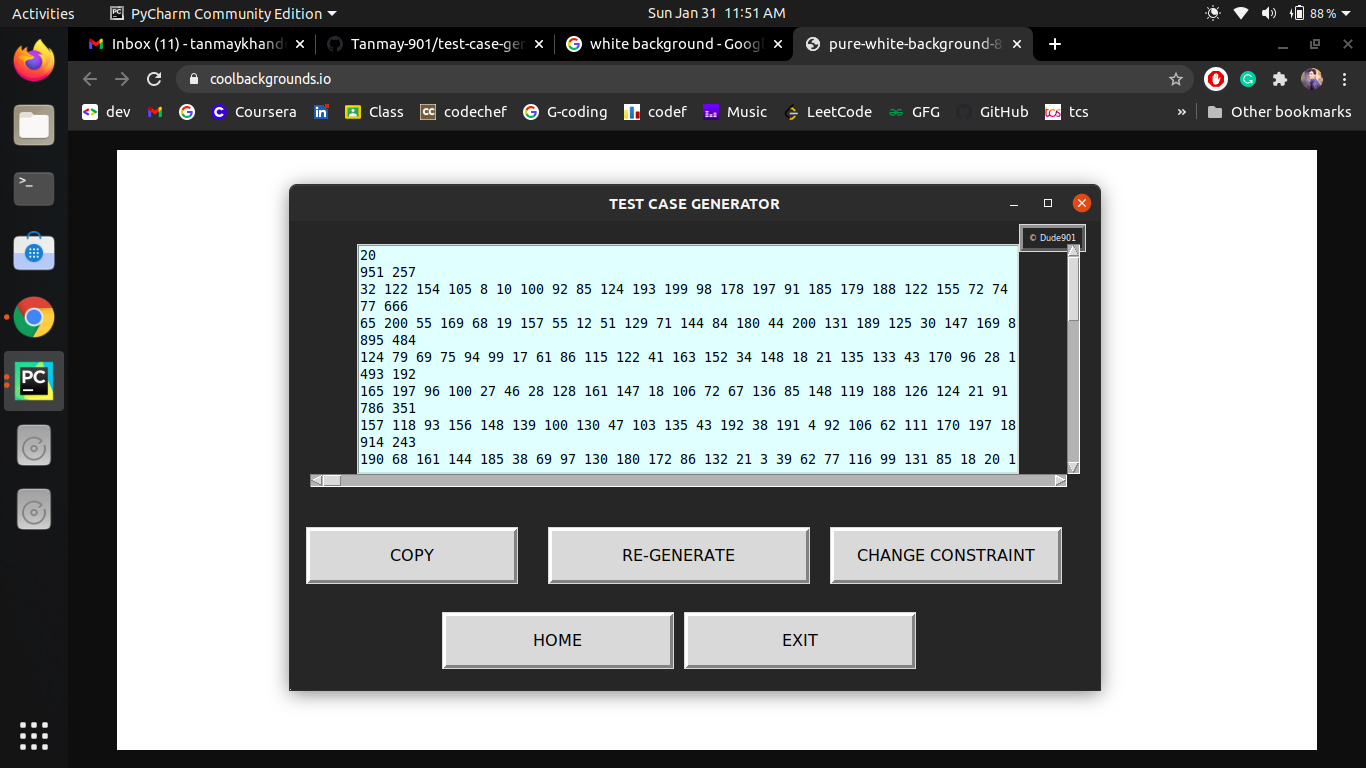 Activities PyCharm Community Edition Sun Jan 31 11:51 AM 88 %
Inbox (11) - tanmaykhand Tanmay-901/test-case-ger white background - Googl pure-white-background-8
coolbackgrounds.io
dev Coursera Class codechef G-coding codef Music LeetCode GFG GitHub tcs » Other bookmarks
TEST CASE GENERATOR
© Dude901
20
951 257
32 122 154 105 8 10 100 92 85 124 193 199 98 178 197 91 185 179 188 122 155 72 74
77 666
65 200 55 169 68 19 157 55 12 51 129 71 144 84 180 44 200 131 189 125 30 147 169 8
895 484
124 79 69 75 94 99 17 61 86 115 122 41 163 152 34 148 18 21 135 133 43 170 96 28 1
493 192
165 197 96 100 27 46 28 128 161 147 18 106 72 67 136 85 148 119 188 126 124 21 91
786 351
157 118 93 156 148 139 100 130 47 103 135 43 192 38 191 4 92 106 62 111 170 197 18
914 243
190 68 161 144 185 38 69 97 130 180 172 86 132 21 3 39 62 77 116 99 131 85 18 20 1
COPY RE-GENERATE CHANGE CONSTRAINT
HOME EXIT